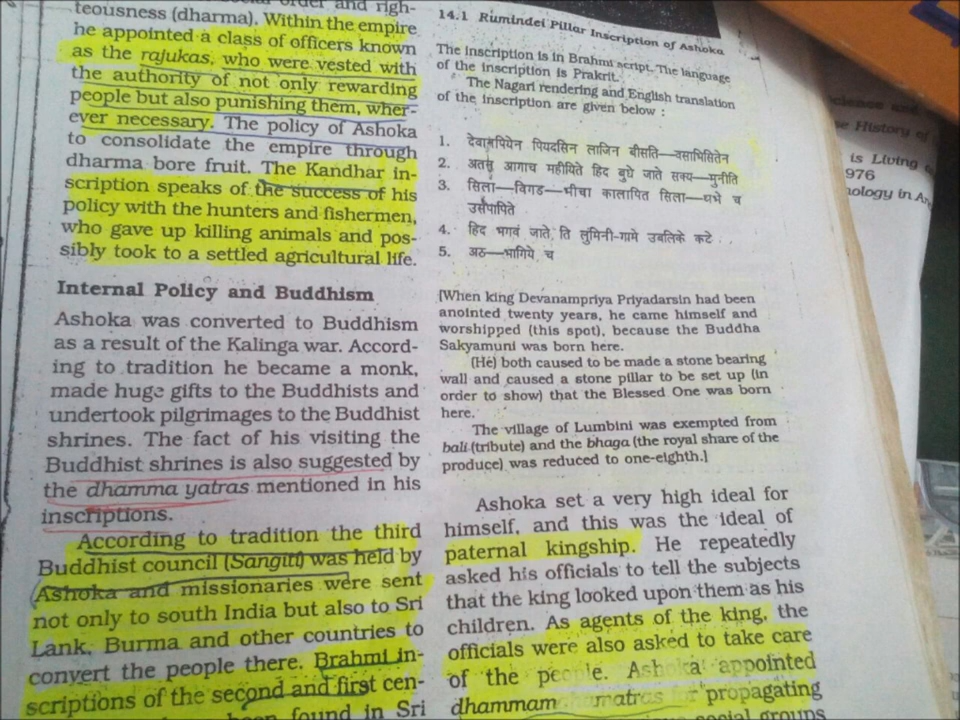 teousness (dharma). Within the empire
he appointed a class of officers known
as the rajukas, who were vested with
the authority of not only rewarding
people but also punishing them, wher-
ever necessary. The policy of Ashoka
to consolidate the empire through
dharma bore fruit. The Kandhar in-
scription speaks of the success of his
policy with the hunters and fishermen,
who gave up killing animals and pos-
sibly took to a settled agricultural life.
Internal Policy and Buddhism
Ashoka was converted to Buddhism
as a result of the Kalinga war. Accord-
ing to tradition he became a monk,
made huge gifts to the Buddhists and
undertook pilgrimages to the Buddhist
shrines. The fact of his visiting the
Buddhist shrines is also suggested by
the dhamma yatras mentioned in his
inscriptions.
According to tradition the third
Buddhist council (Sangiti) was held by
Ashoka and missionaries were sent
not only to south India but also to Sri
Lank, Burma and other countries to
convert the people there. Brahmi in-
scriptions of the second and first cen-
found in Sri
14.1 Rumindei Pillar Inscription of Ashoka
The inscription is in Brahmi script. The language
of the inscription is Prakrit.
The Nagari rendering and English translation
of the inscription are given below :
1. पियदसिन लाजिन बीसति—वसाभिसितेन
2. आगाच महीयिते हिद बुधे जाते सक्य—मुनीति
3. सिला—विगड—भीचा कालापित सिला—थभे च
उसपापिते
4. हिद भगवं जाते ति लुमिनी-गामे उबलिके कटे
5. अठ—भागिये च
[When king Devanampriya Priyadarsin had been
anointed twenty years, he came himself and
worshipped (this spot), because the Buddha
Sakyamuni was born here.
(He) both caused to be made a stone bearing
wall and caused a stone pillar to be set up (in
order to show) that the Blessed One was born
here.
The village of Lumbini was exempted from
bali (tribute) and the bhaga (the royal share of the
produce) was reduced to one-eighth.]
Ashoka set a very high ideal for
himself, and this was the ideal of
paternal kingship. He repeatedly
asked his officials to tell the subjects
that the king looked upon them as his
children. As agents of the king, the
officials were also asked to take care
of the people. Ashoka appointed
dhammamahamatras for propagating
social groups
History of
is Living
976
nology in